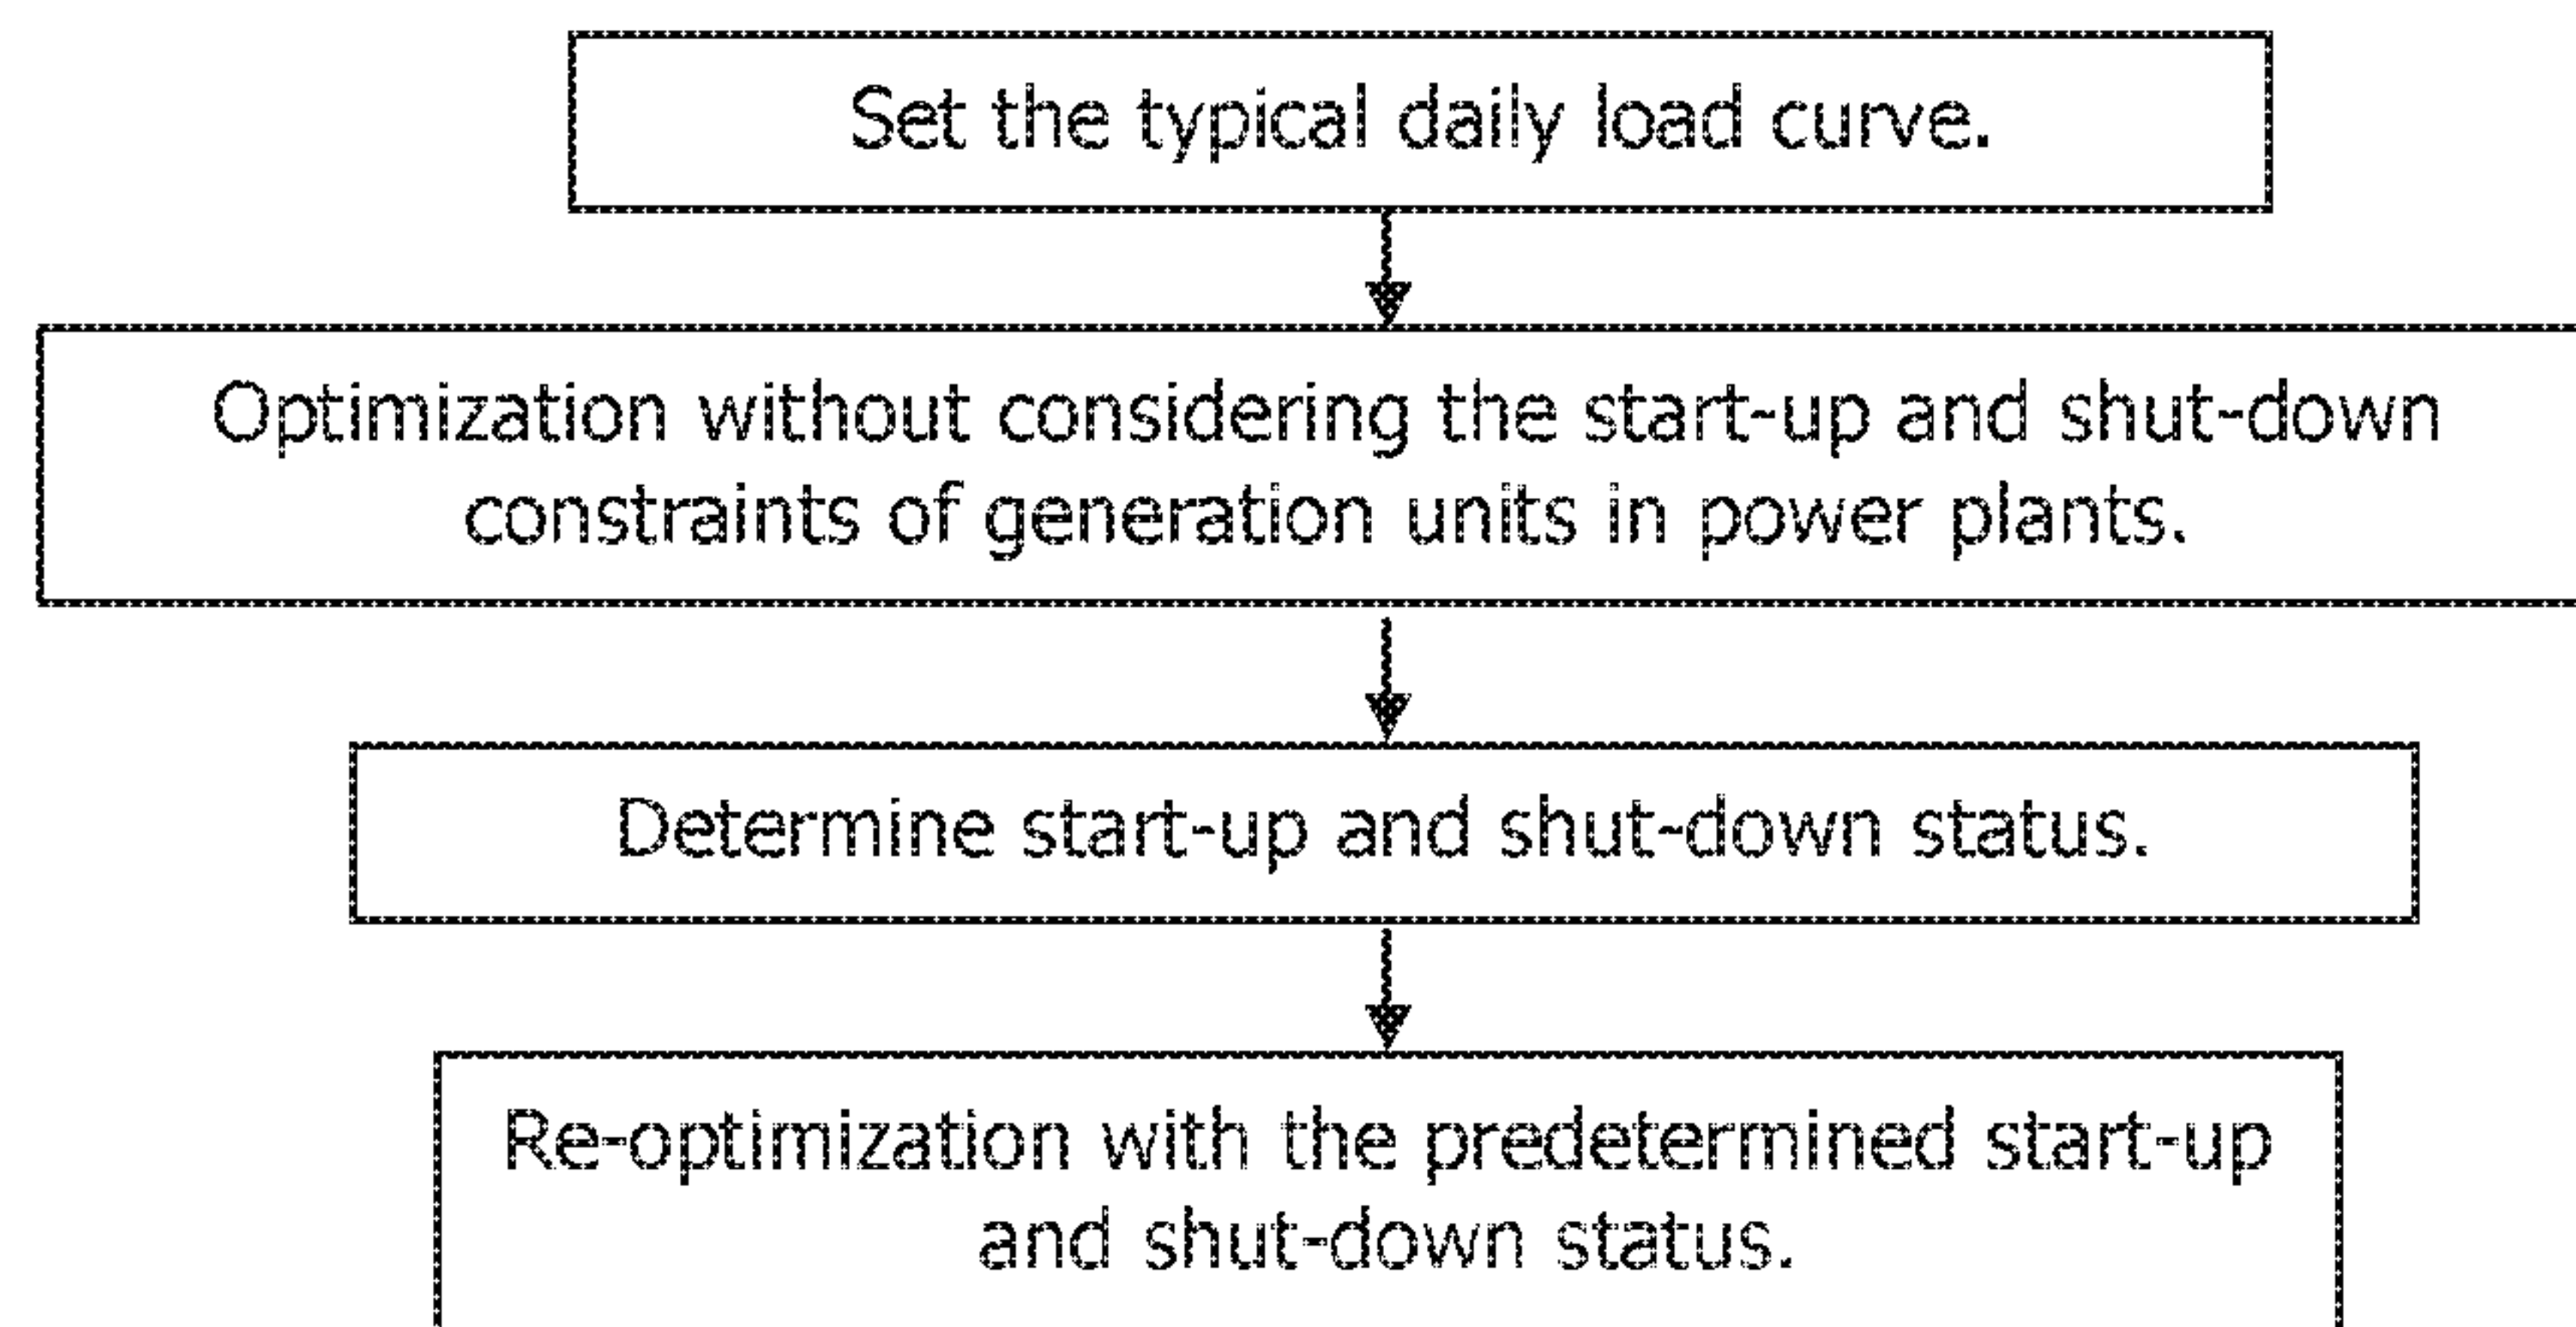 Set the typical daily load curve.
Optimization without considering the start-up and shut-down
constraints of generation units in power plants.
Determine start-up and shut-down status.
Re-optimization with the predetermined start-up
and shut-down status.